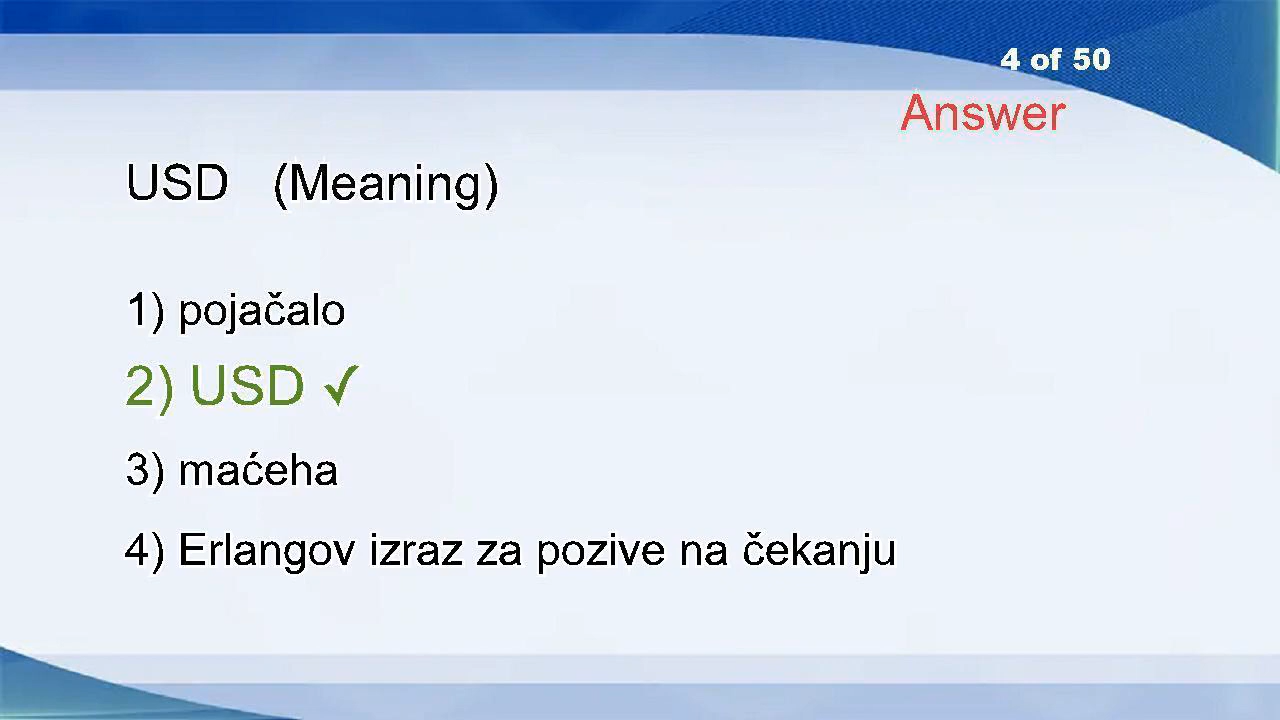 4 of 50
Answer
USD (Meaning)
1) pojačalo
2) USD ✓
3) maćeha
4) Erlangov izraz za pozive na čekanju